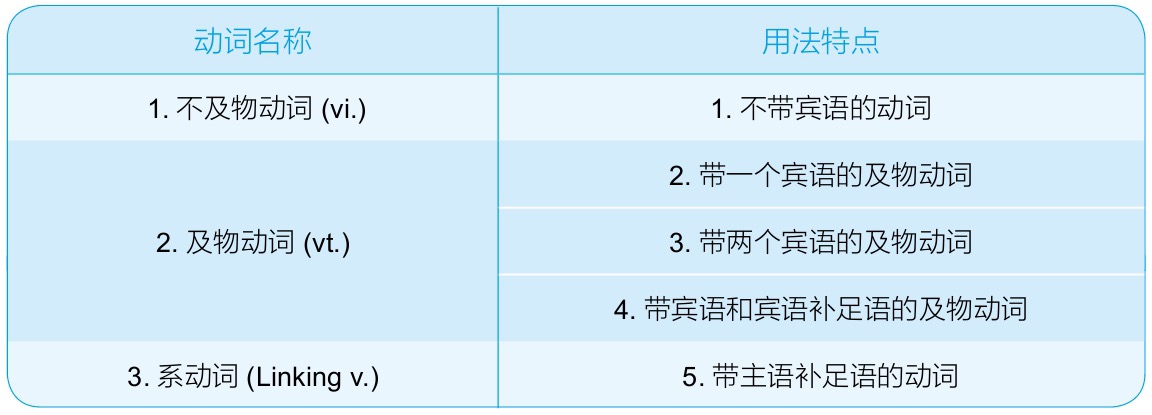 动词名称 用法特点
1. 不及物动词 (vi.) 1. 不带宾语的动词
2. 带一个宾语的及物动词
2. 及物动词 (vt.) 3. 带两个宾语的及物动词
4. 带宾语和宾语补足语的及物动词
3. 系动词 (Linking v.) 5. 带主语补足语的动词